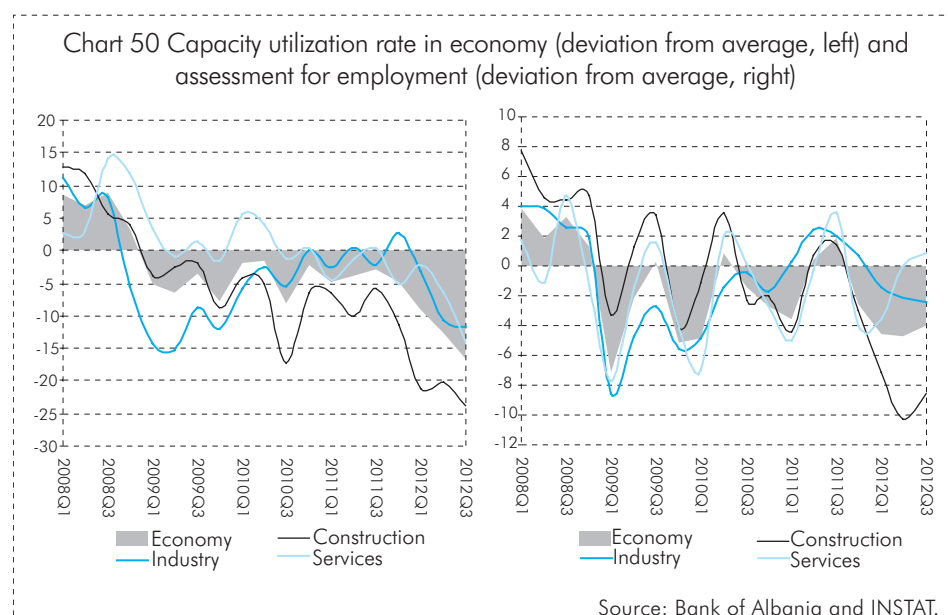 Chart 50 Capacity utilization rate in economy (deviation from average, left) and
assessment for employment (deviation from average, right)
20
15
10
5
0
-5
-10
-15
-20
-25
-30
2008Q1
2008Q3
2009Q1
2009Q3
2010Q1
2010Q3
2011Q1
2011Q3
2012Q1
2012Q3
Economy
Industry
Construction
Services
10
8
6
4
2
0
-2
-4
-6
-8
-10
-12
2008Q1
2008Q3
2009Q1
2009Q3
2010Q1
2010Q3
2011Q1
2011Q3
2012Q1
2012Q3
Economy
Industry
Construction
Services
Source: Bank of Albania and INSTAT.